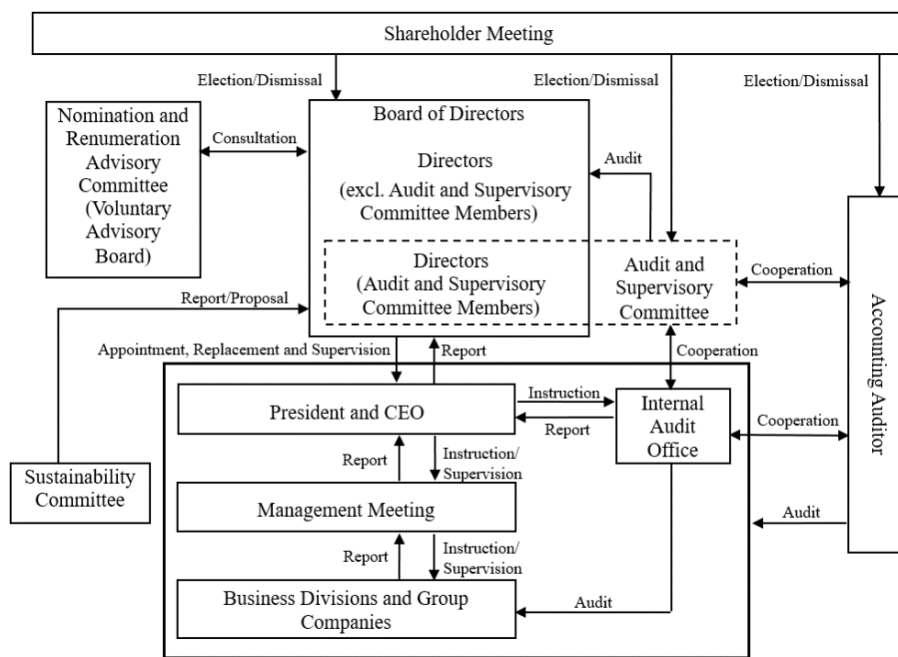 Shareholder Meeting
Election/Dismissal
Election/Dismissal
Election/Dismissal
Nomination and
Renumeration
Advisory
Committee
(Voluntary
Advisory
Board)
Consultation
Board of Directors
Directors
(excl. Audit and Supervisory
Committee Members)
Audit
Directors
(Audit and Supervisory
Committee Members)
Audit and
Supervisory
Committee
Cooperation
Accounting Auditor
Report/Proposal
Appointment, Replacement and Supervision
Report
Cooperation
President and CEO
Instruction
Report
Internal
Audit
Office
Cooperation
Report
Instruction/
Supervision
Sustainability
Committee
Management Meeting
Audit
Report
Instruction/
Supervision
Business Divisions and Group
Companies
Audit